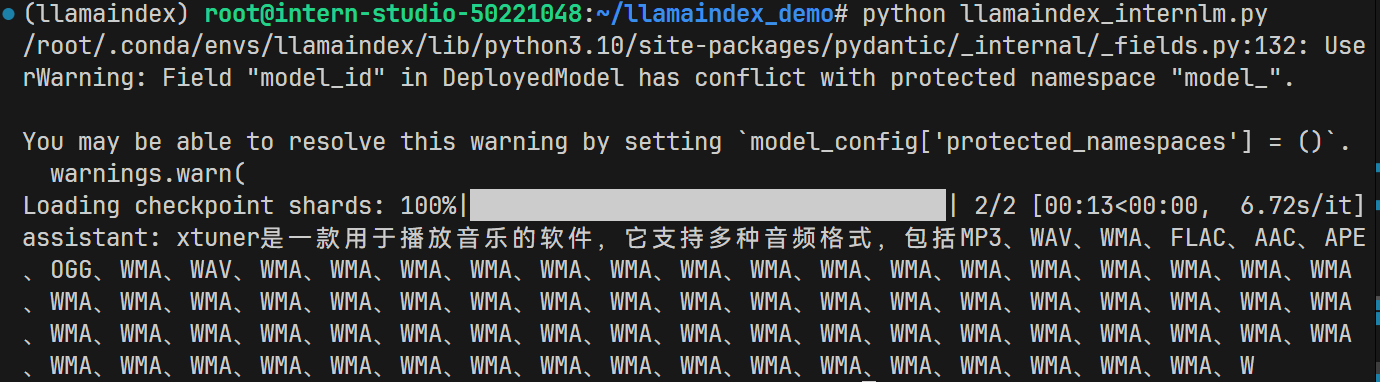 (llamaindex) root@intern-studio-50221048:~/llamaindex_demo# python llamaindex_internlm.py
/root/.conda/envs/llamaindex/lib/python3.10/site-packages/pydantic/_internal/_fields.py:132: Use
rWarning: Field "model_id" in DeployedModel has conflict with protected namespace "model_".
You may be able to resolve this warning by setting `model_config['protected_namespaces'] = ()`.
warnings.warn(
Loading checkpoint shards: 100%|| 2/2 [00:13<00:00, 6.72s/it]
assistant: xtuner是一款用于播放音乐的软件，它支持多种音频格式，包括MP3、WAV、WMA、FLAC、AAC、APE
、OGG、WMA、WAV、WMA、WMA、WMA、WMA、WMA、WMA、WMA、WMA、WMA、WMA、WMA、WMA、WMA、WMA、WMA、WMA
、WMA、WMA、WMA、WMA、WMA、WMA、WMA、WMA、WMA、WMA、WMA、WMA、WMA、WMA、WMA、WMA、WMA、WMA、WMA
、WMA、WMA、WMA、WMA、WMA、WMA、WMA、WMA、WMA、WMA、WMA、WMA、WMA、WMA、WMA、WMA、WMA、WMA、WMA
、WMA、WMA、WMA、WMA、WMA、WMA、WMA、WMA、WMA、WMA、WMA、WMA、WMA、WMA、WMA、WMA、WMA、W